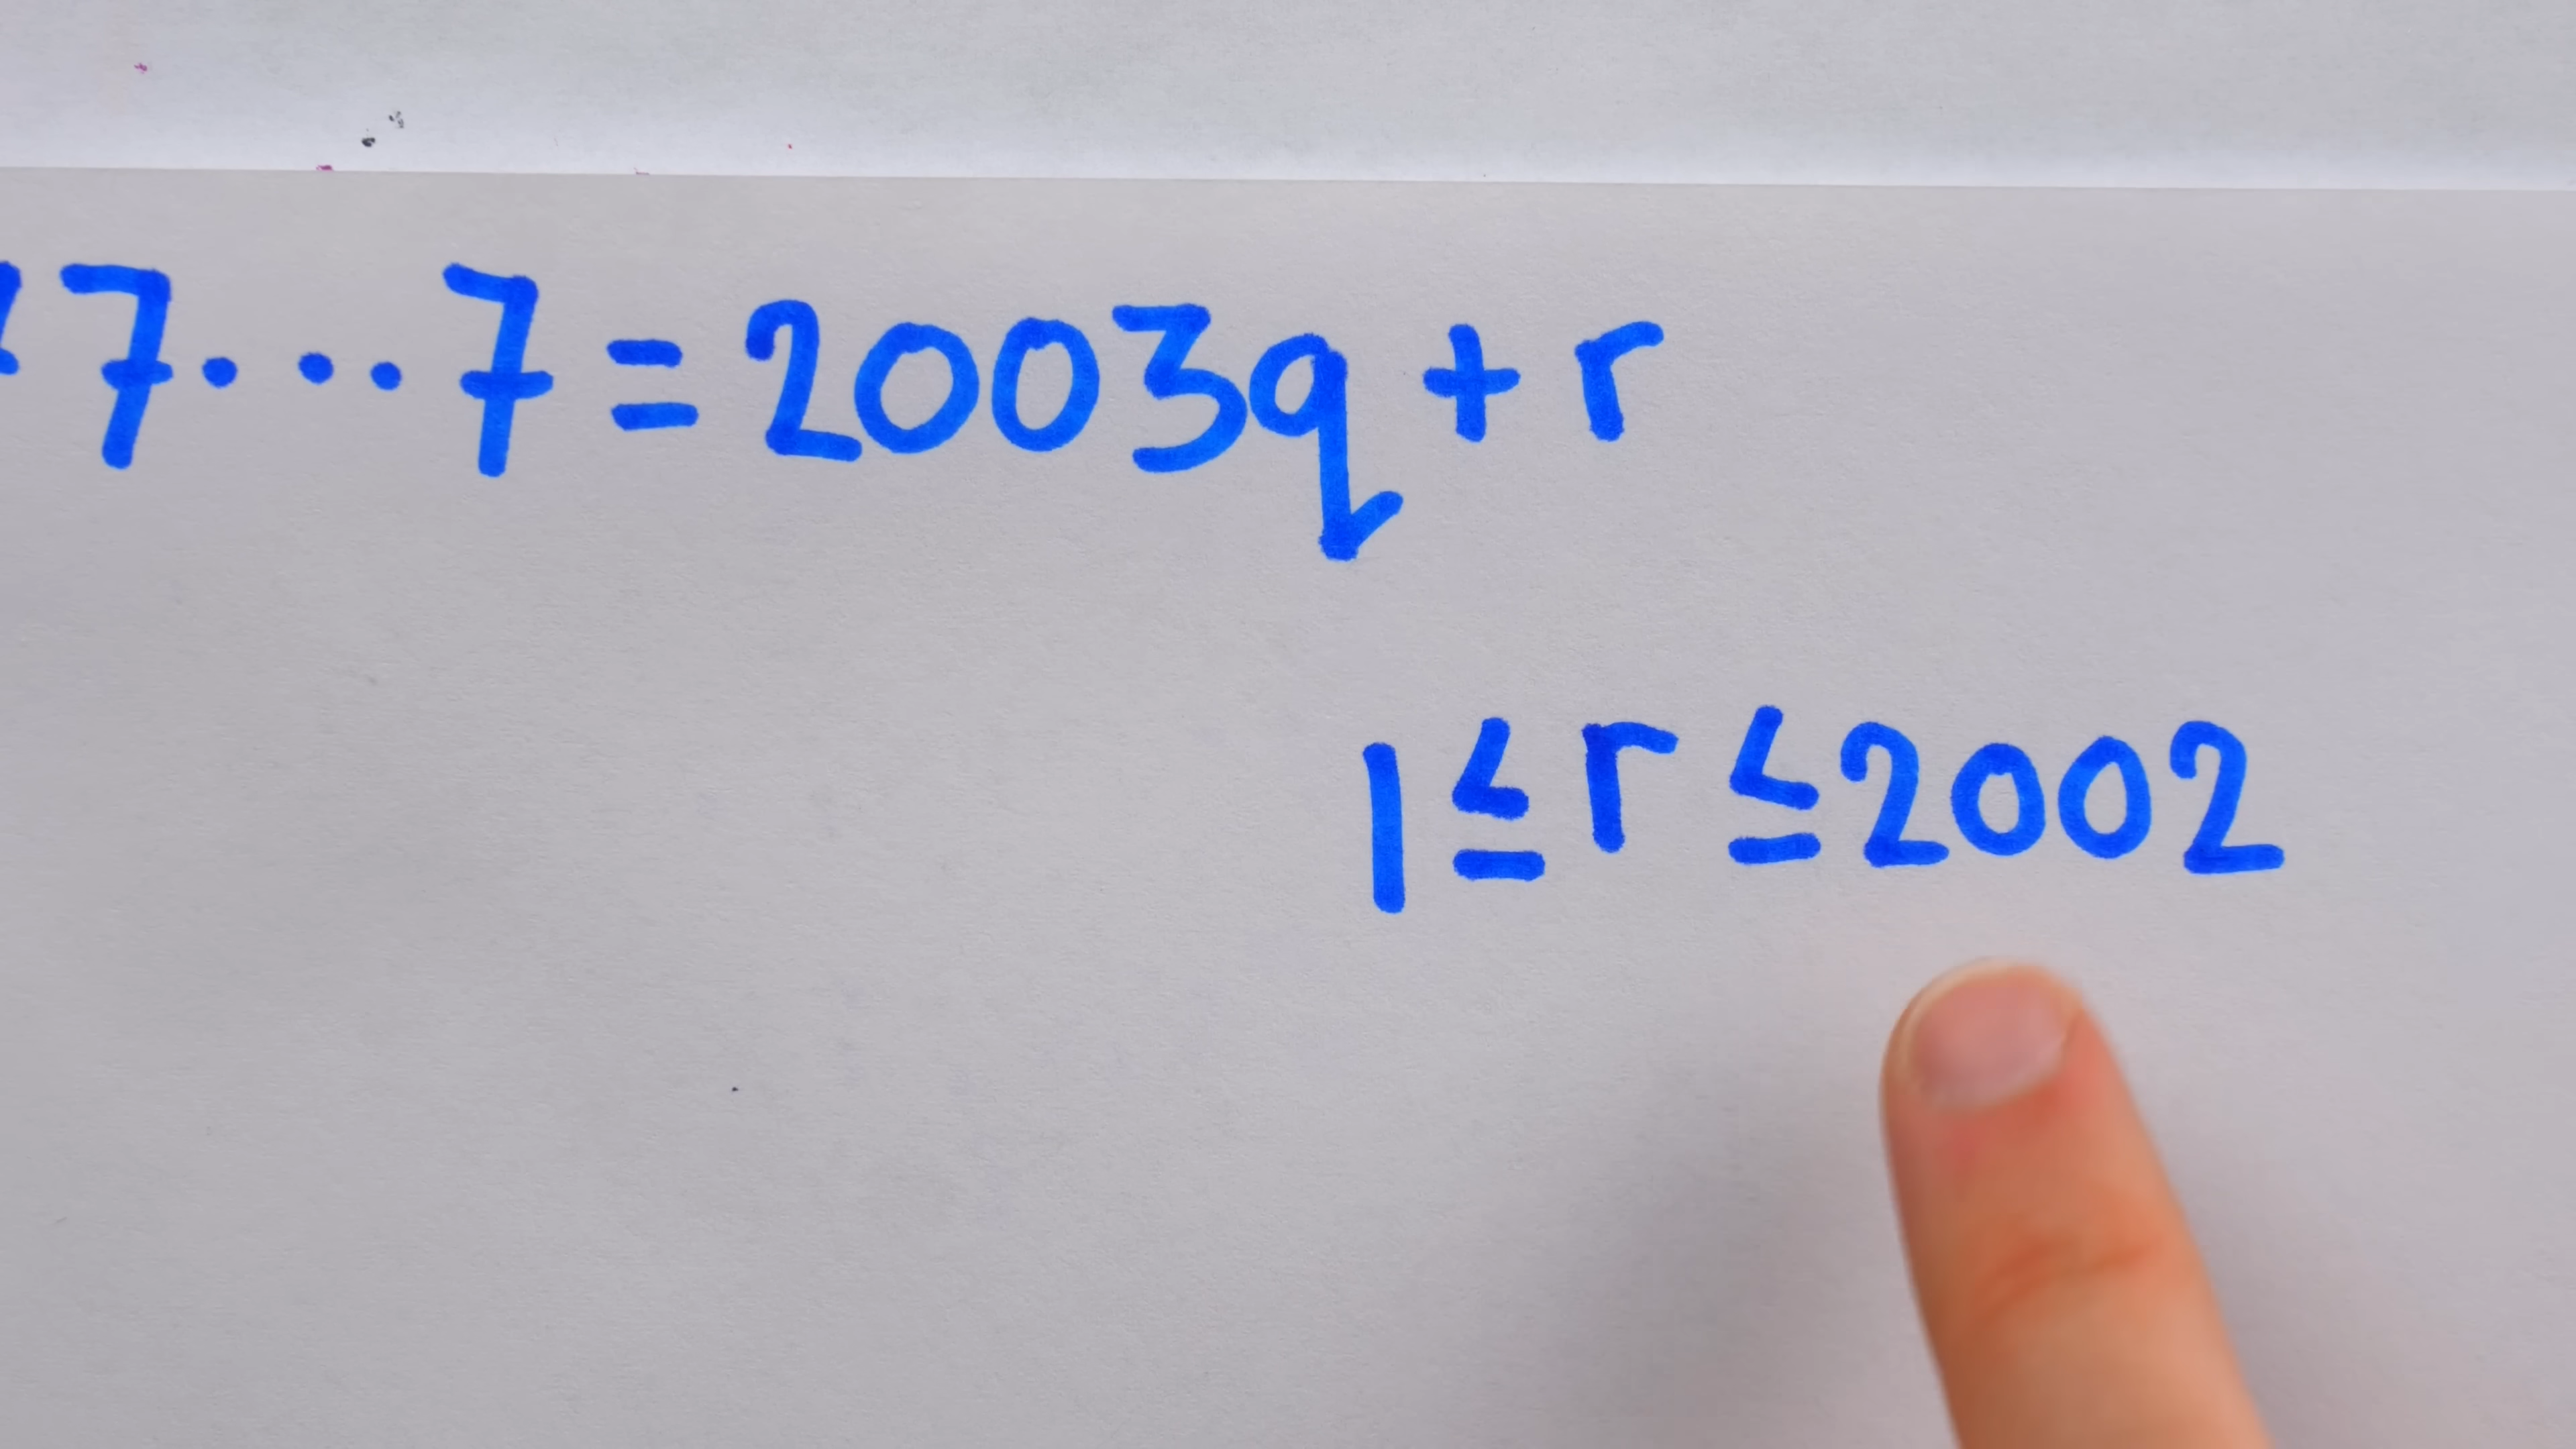 7...7 = 2003q + r
1 ≤ r ≤ 2002